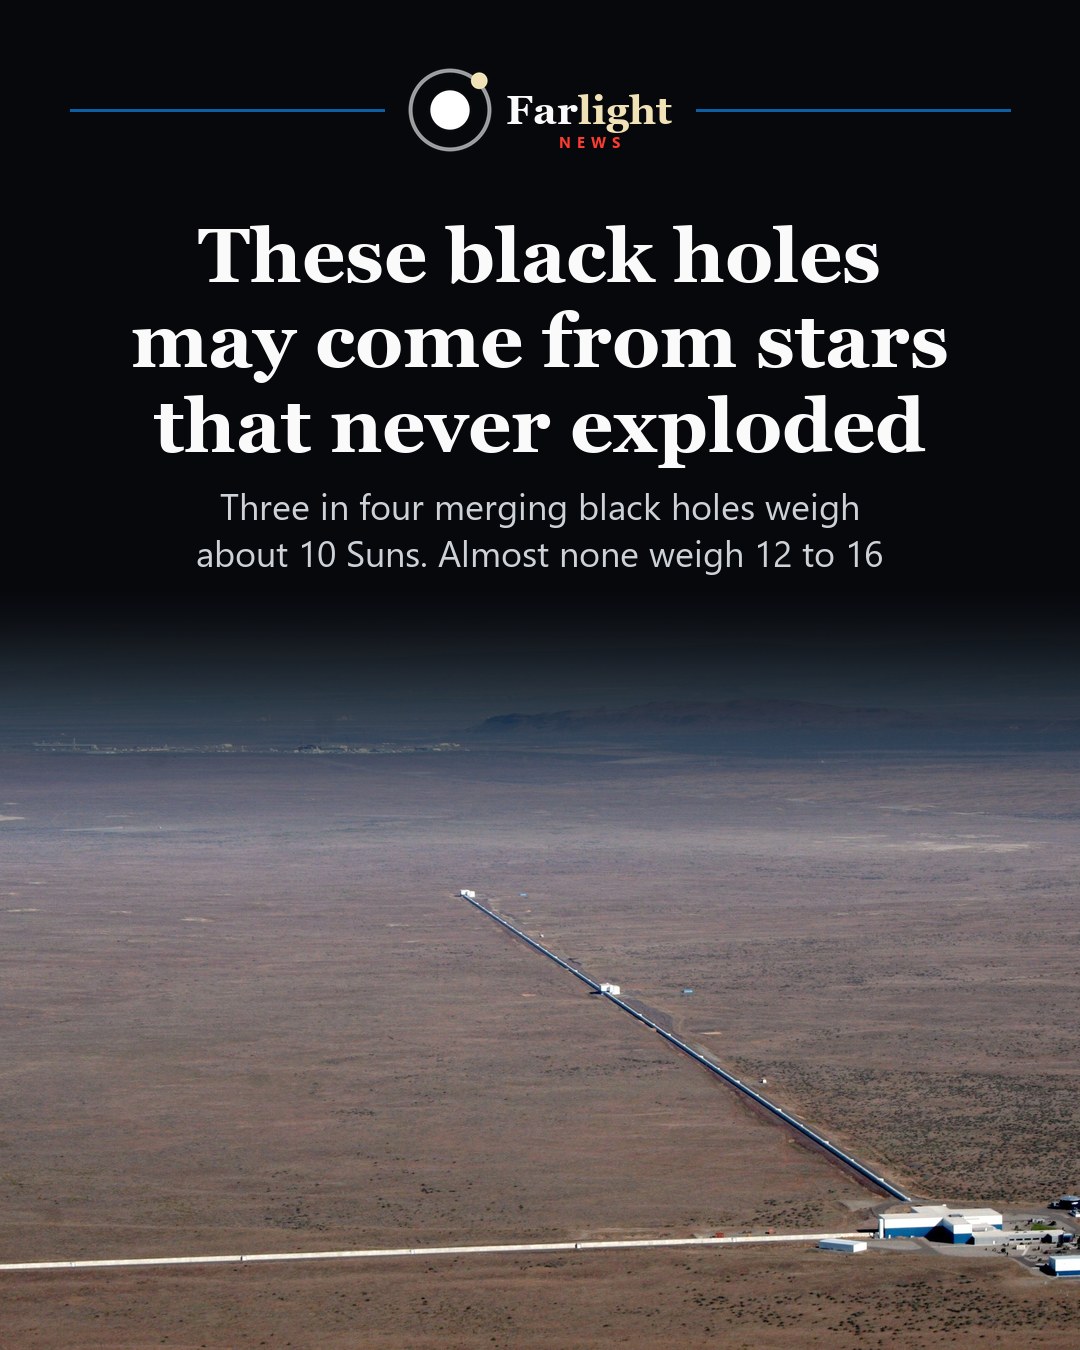 Farlight
NEWS
These black holes
may come from stars
that never exploded
Three in four merging black holes weigh
about 10 Suns. Almost none weigh 12 to 16